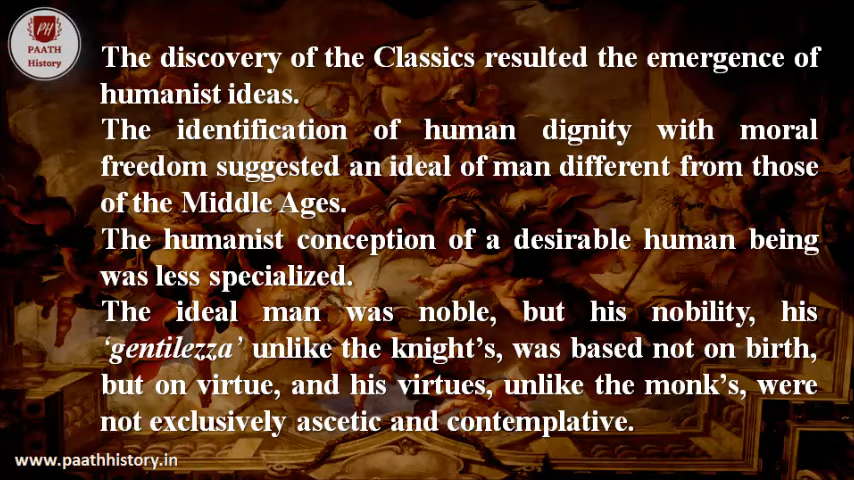 PH
PAATH
History
The discovery of the Classics resulted the emergence of
humanist ideas.
The identification of human dignity with moral
freedom suggested an ideal of man different from those
of the Middle Ages.
The humanist conception of a desirable human being
was less specialized.
The ideal man was noble, but his nobility, his
‘gentilezza’ unlike the knight’s, was based not on birth,
but on virtue, and his virtues, unlike the monk’s, were
not exclusively ascetic and contemplative.
www.paathhistory.in